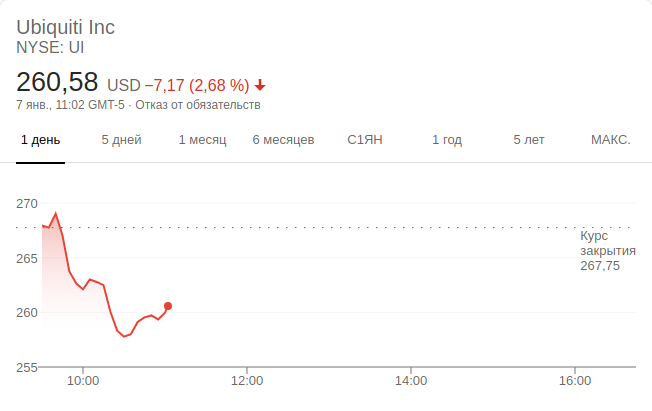 Ubiquiti Inc
NYSE: UI
260,58 USD −7,17 (2,68 %)
7 янв., 11:02 GMT-5 · Отказ от обязательств
1 день 5 дней 1 месяц 6 месяцев С1ЯН 1 год 5 лет МАКС.
270
Курс
закрытия
267,75
265
260
255
10:00 12:00 14:00 16:00